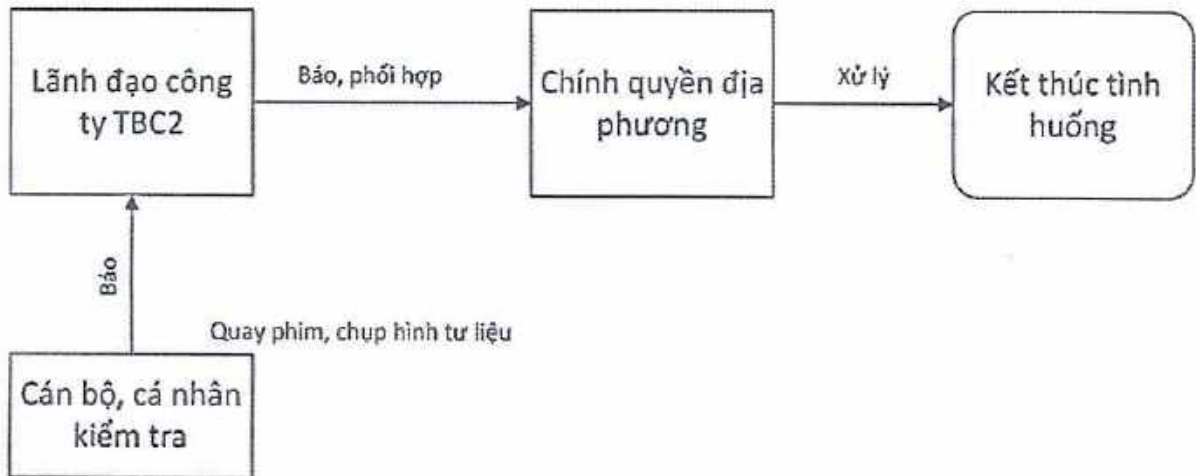 Lãnh đạo công
ty TBC2
Báo, phối hợp
Chính quyền địa
phương
Xử lý
Kết thúc tình
huống
Báo
Quay phim, chụp hình tư liệu
Cán bộ, cá nhân
kiểm tra